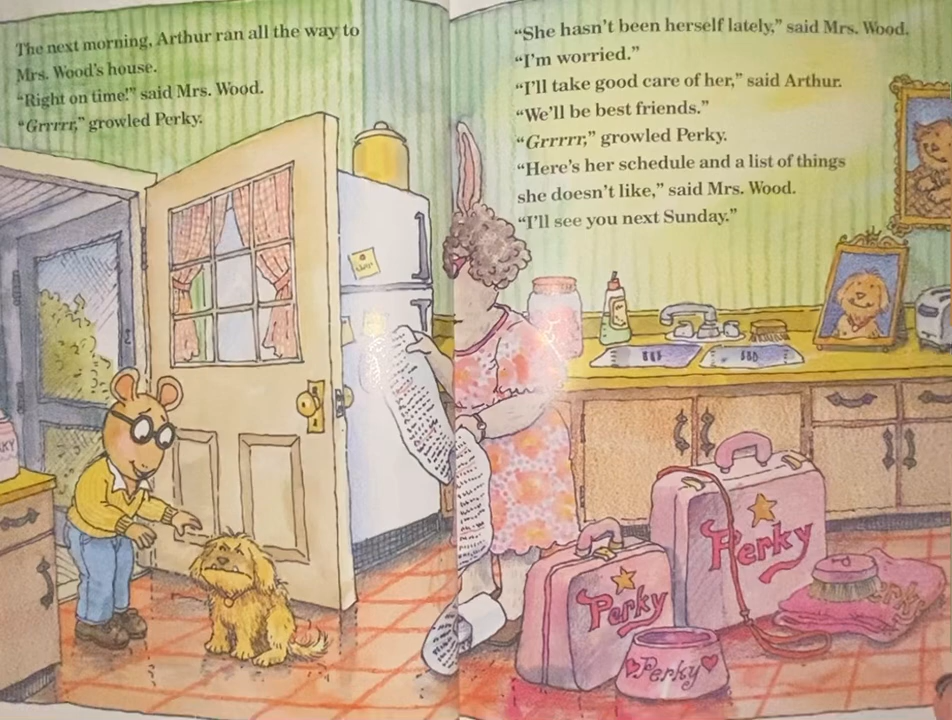 The next morning, Arthur ran all the way to
Mrs. Wood's house.
"Right on time!" said Mrs. Wood.
"Grrrr," growled Perky.
"She hasn't been herself lately," said Mrs. Wood.
"I'm worried."
"I'll take good care of her," said Arthur.
"We'll be best friends."
"Grrrrr," growled Perky.
"Here's her schedule and a list of things
she doesn't like," said Mrs. Wood.
"I'll see you next Sunday."
Perky
Perky
Perky